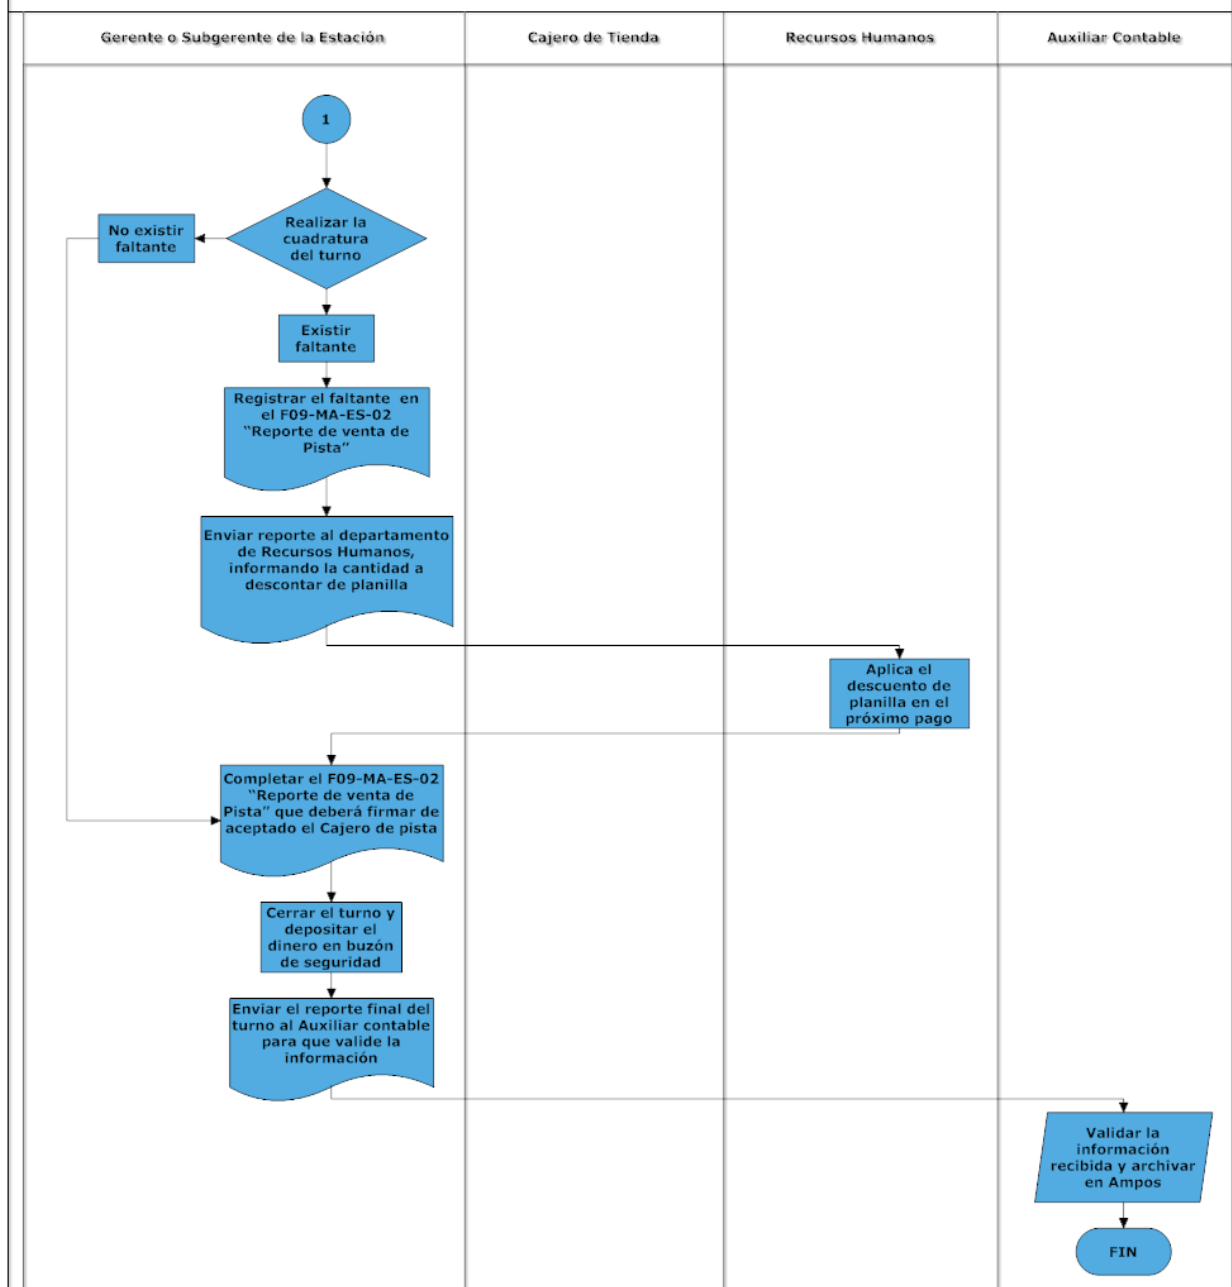 Gerente o Subgerente de la Estación
Cajero de Tienda
Recursos Humanos
Auxiliar Contable
1
Realizar la
cuadratura
del turno
No existir
faltante
Existir
faltante
Registrar el faltante en
el F09-MA-ES-02
“Reporte de venta de
Pista”
Enviar reporte al departamento
de Recursos Humanos,
informando la cantidad a
descontar de planilla
Aplica el
descuento de
planilla en el
próximo pago
Completar el F09-MA-ES-02
“Reporte de venta de
Pista” que deberá firmar de
aceptado el Cajero de pista
Cerrar el turno y
depositar el
dinero en buzón
de seguridad
Enviar el reporte final del
turno al Auxiliar contable
para que valide la
información
Validar la
información
recibida y archivar
en Ampos
FIN